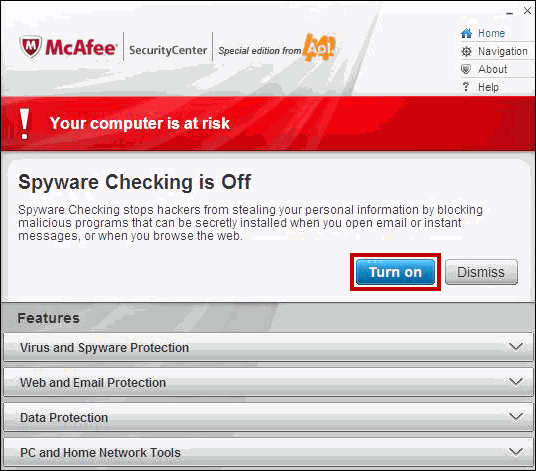 McAfee SecurityCenter Special edition from Aol.
Home
Navigation
About
? Help
! Your computer is at risk
Spyware Checking is Off
Spyware Checking stops hackers from stealing your personal information by blocking
malicious programs that can be secretly installed when you open email or instant
messages, or when you browse the web.
Turn on Dismiss
Features
Virus and Spyware Protection
Web and Email Protection
Data Protection
PC and Home Network Tools